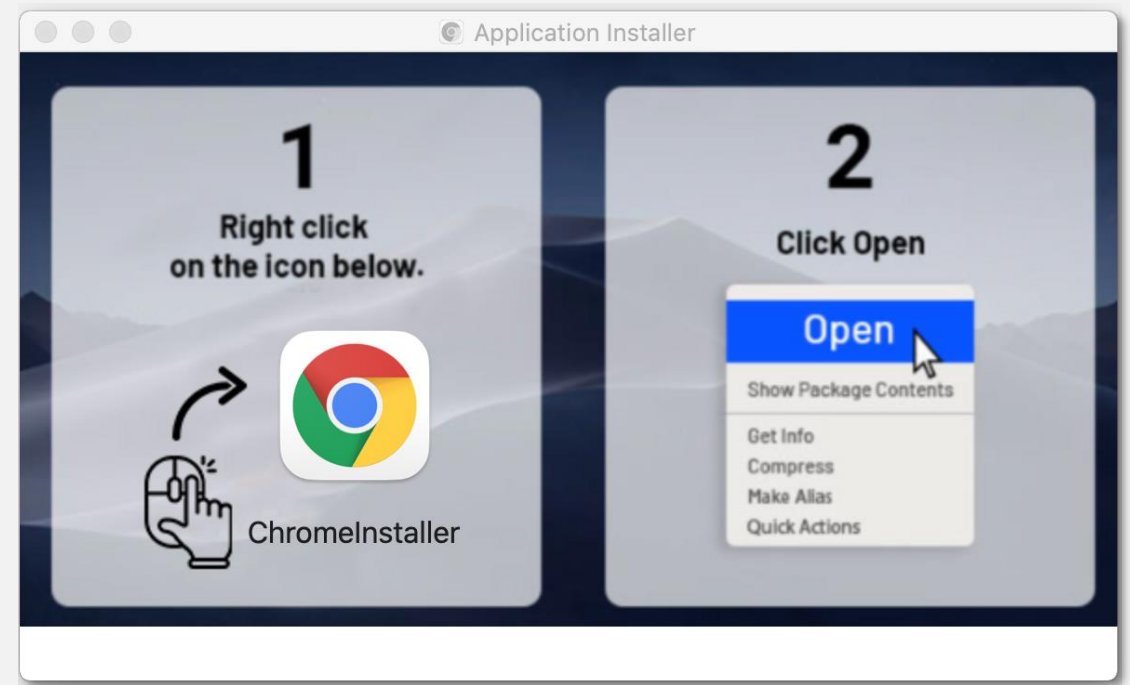 Application Installer
1
Right click
on the icon below.
ChromeInstaller
2
Click Open
Open
Show Package Contents
Get Info
Compress
Make Alias
Quick Actions